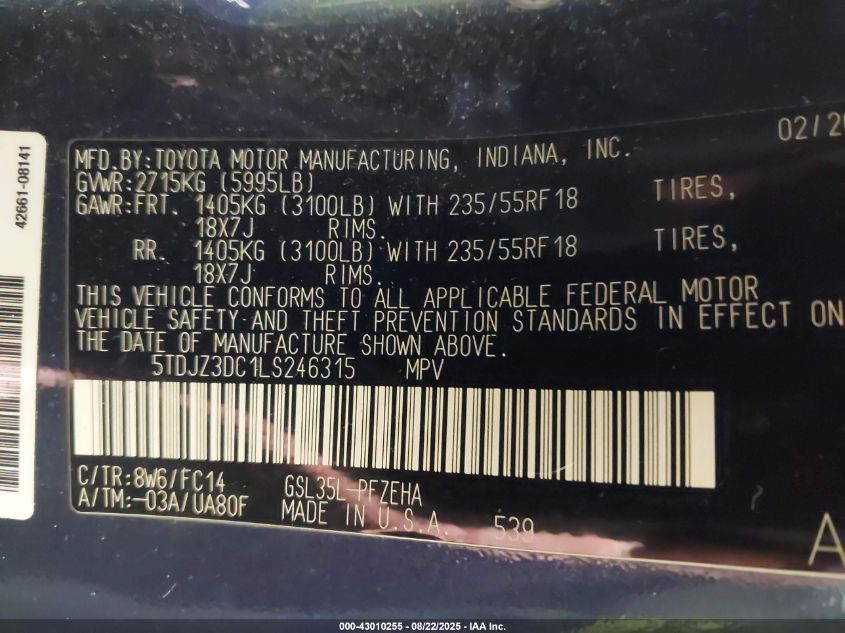 42661-08141
02/20
MFD.BY:TOYOTA MOTOR MANUFACTURING, INDIANA, INC.
GVWR:2715KG (5995LB)
GAWR:FRT. 1405KG (3100LB) WITH 235/55RF18 TIRES,
18X7J RIMS.
RR. 1405KG (3100LB) WITH 235/55RF18 TIRES,
18X7J RIMS.
THIS VEHICLE CONFORMS TO ALL APPLICABLE FEDERAL MOTOR
VEHICLE SAFETY AND THEFT PREVENTION STANDARDS IN EFFECT ON
THE DATE OF MANUFACTURE SHOWN ABOVE.
5TDJZ3DC1LS246315 MPV
C/TR:8W6/FC14 GSL35L-PFZEHA
A/TM:-03A/UA80F MADE IN U.S.A. 539
A
000-43010255 - 08/22/2025 - IAA Inc.